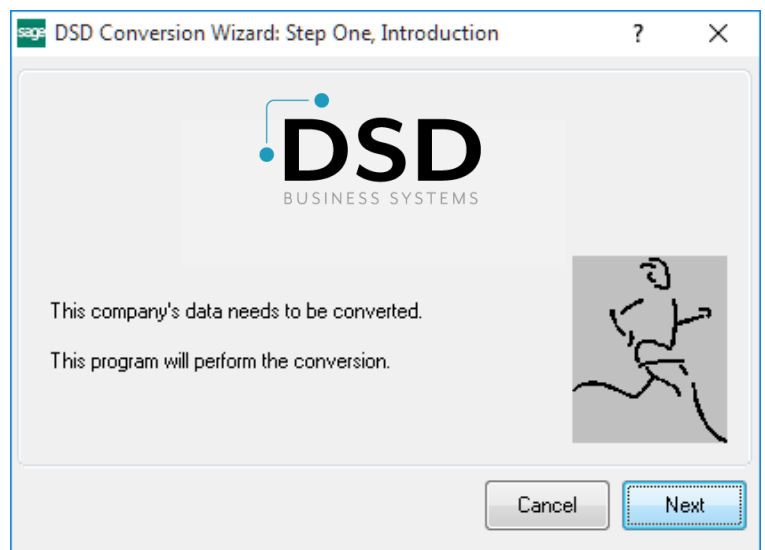 sage DSD Conversion Wizard: Step One, Introduction ? X
DSD
BUSINESS SYSTEMS
This company's data needs to be converted.
This program will perform the conversion.
Cancel Next